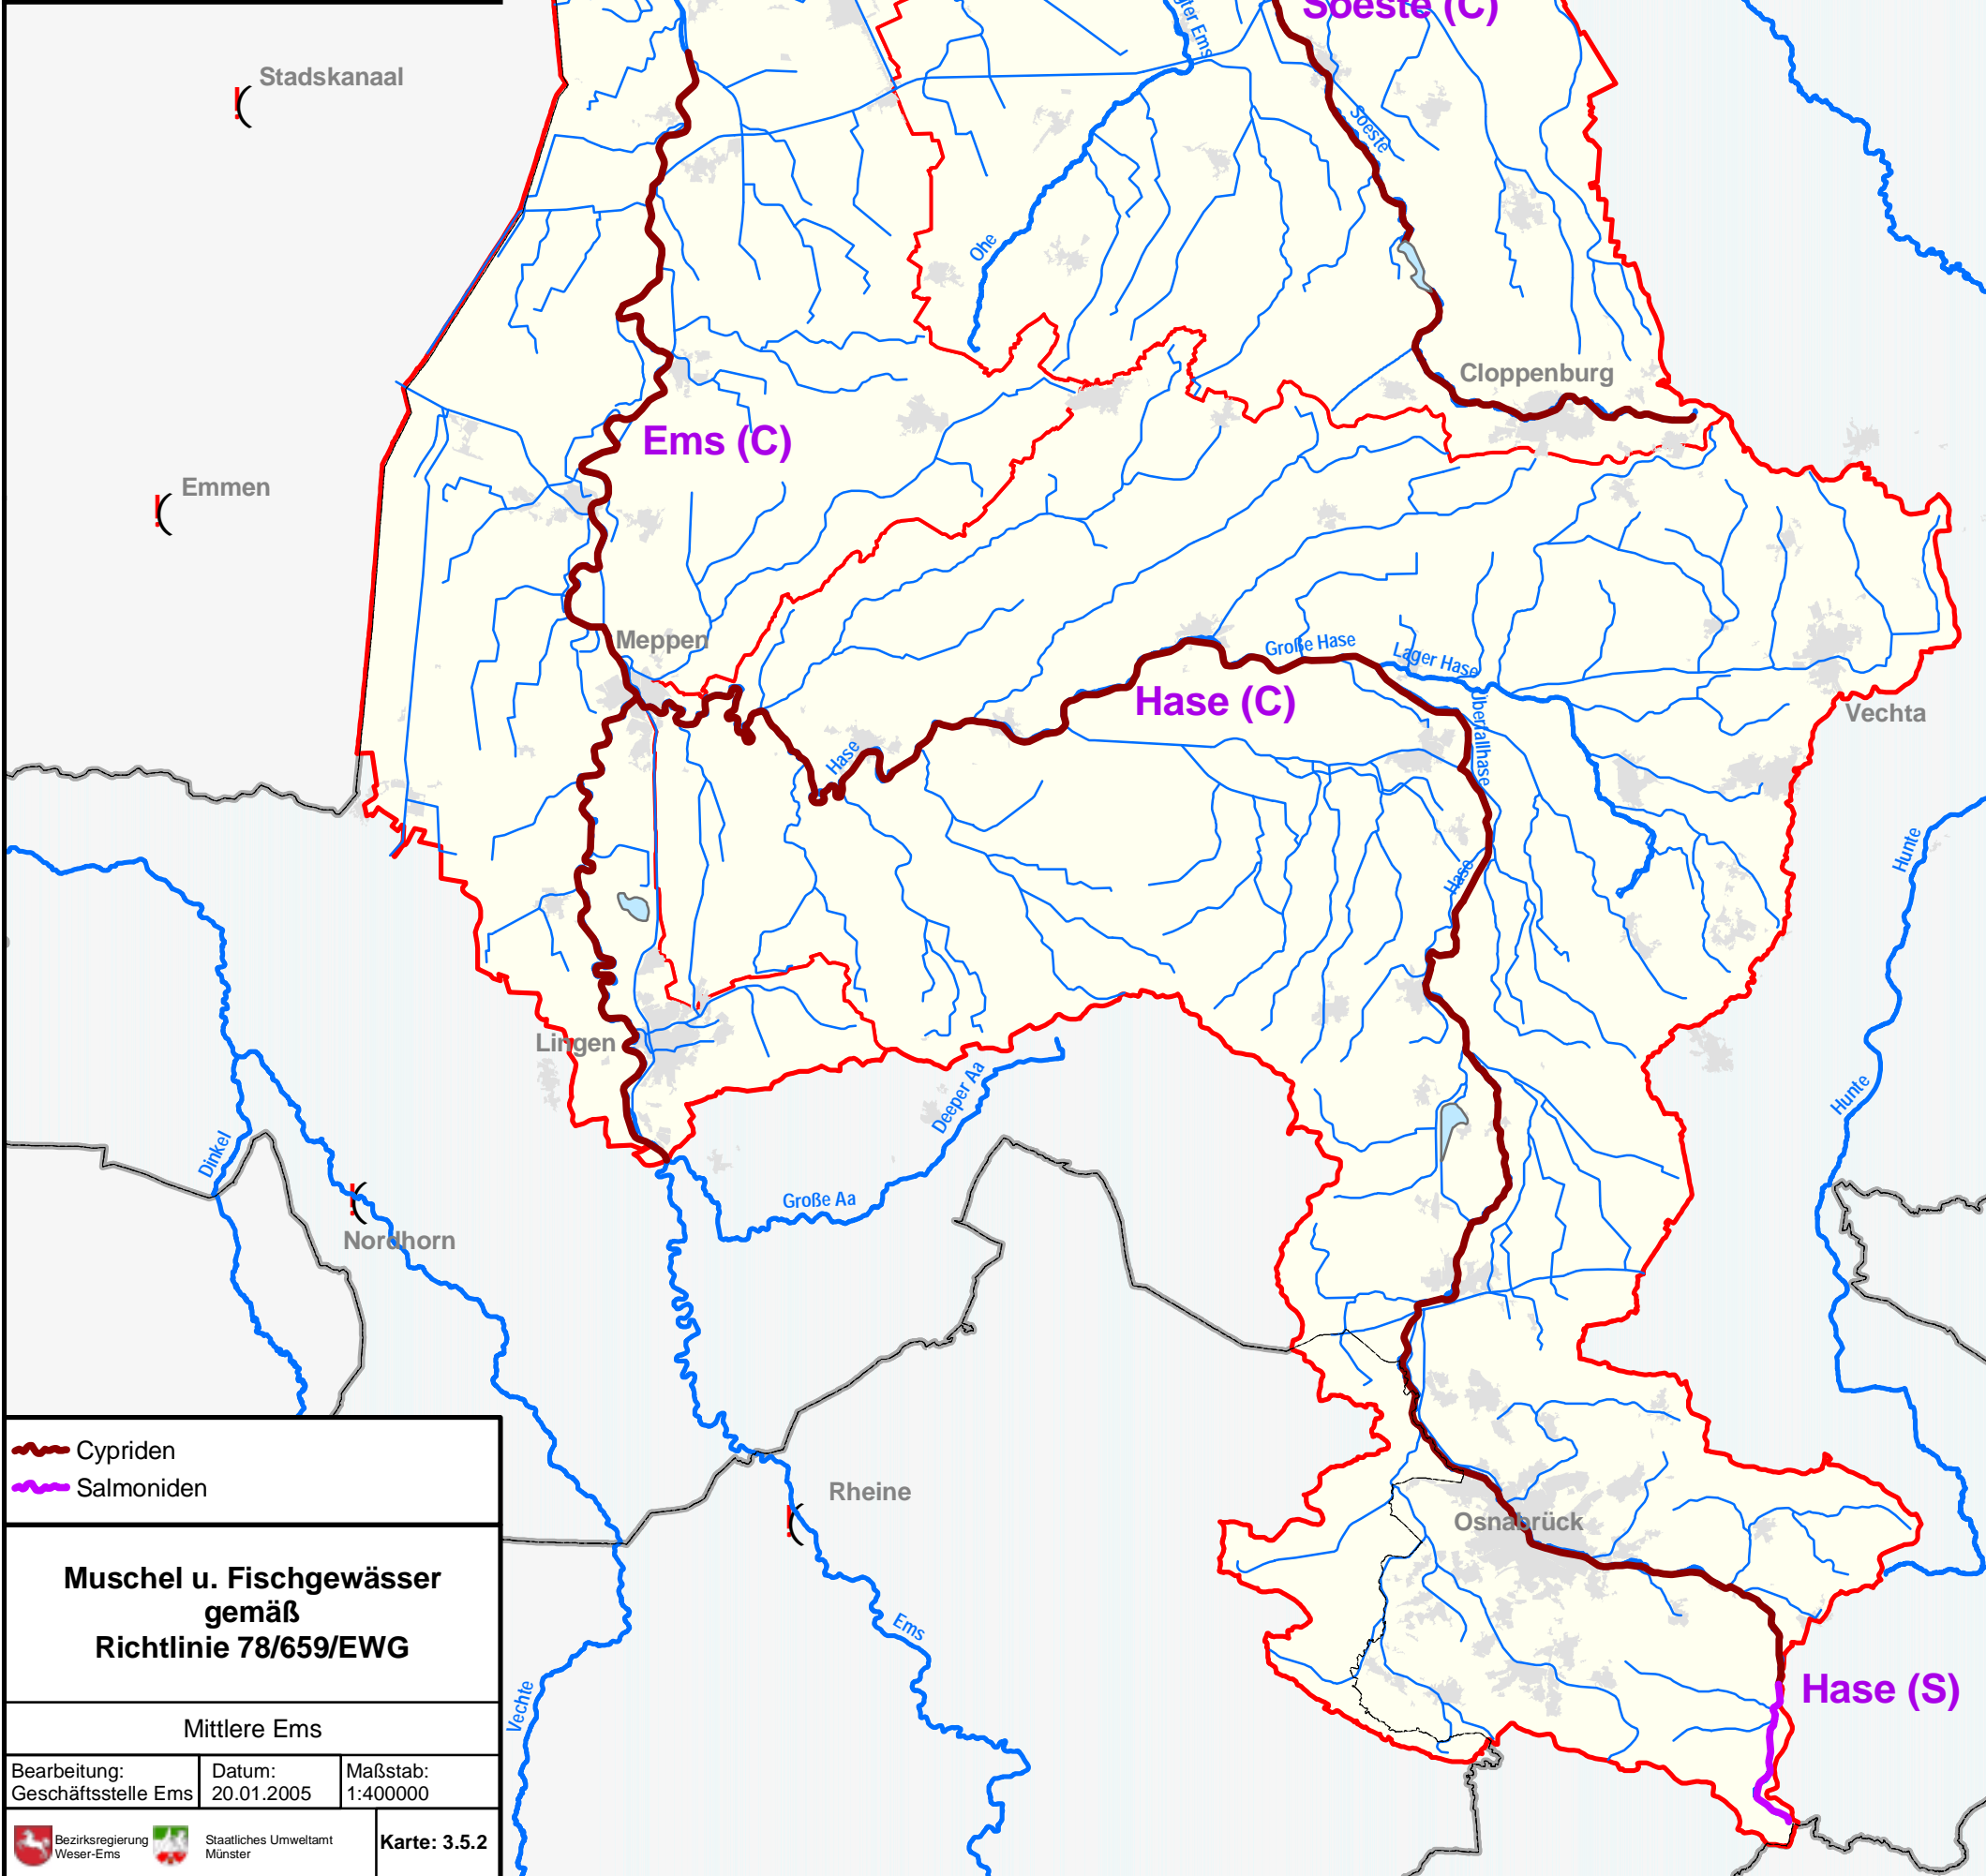 Soeste (C)
ter Ems
Stadskanaal
Soeste
Ohe
Cloppenburg
Ems (C)
Emmen
Meppen
Große Hase
Lager Hase
Hase (C)
Überfallhase
Vechta
Hase
Hunte
Hase
Lingen
Deeper Aa
Hunte
Dinkel
Große Aa
Nordhorn
Cypriden
Salmoniden
Rheine
Osnabrück
Muschel u. Fischgewässer
gemäß
Richtlinie 78/659/EWG
Ems
Vechte
Hase (S)
Mittlere Ems
Bearbeitung:
Geschäftsstelle Ems
Datum:
20.01.2005
Maßstab:
1:400000
Bezirksregierung
Weser-Ems
Staatliches Umweltamt
Münster
Karte: 3.5.2